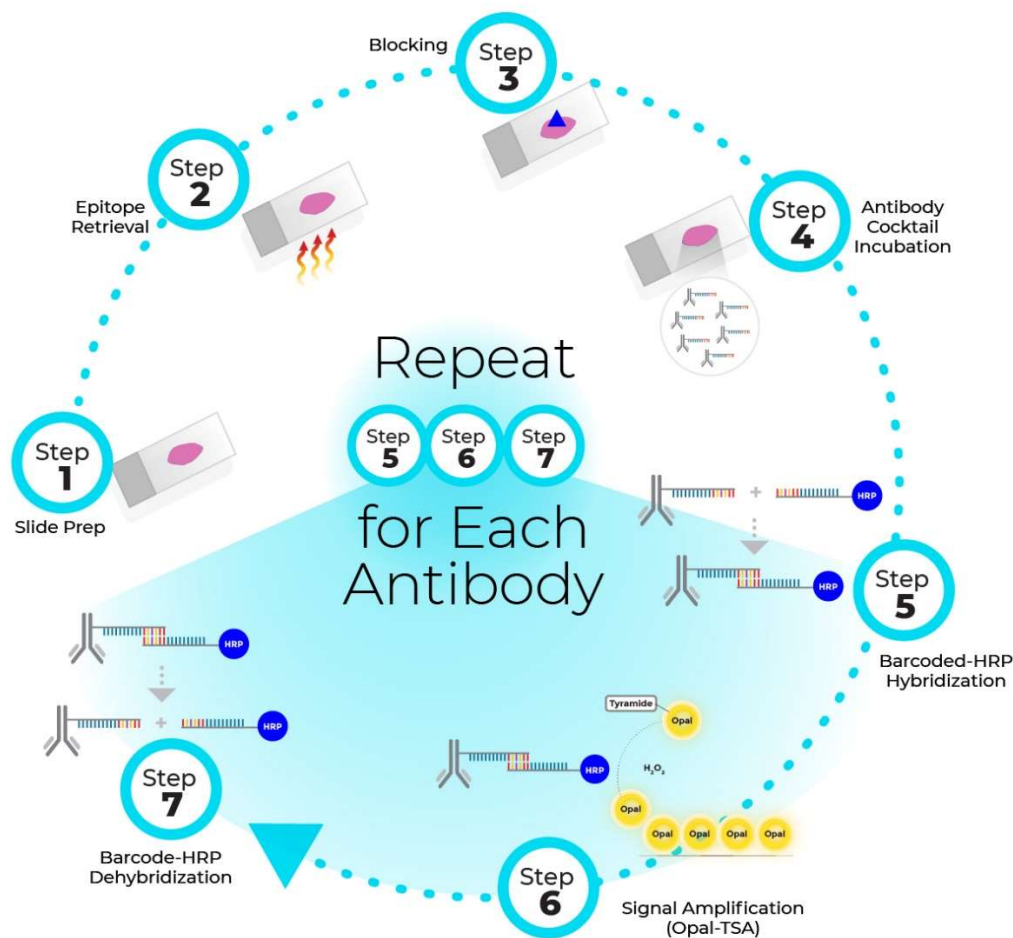 Step
1
Slide Prep
Step
2
Epitope
Retrieval
Step
3
Blocking
Step
4
Antibody
Cocktail
Incubation
Repeat
Step
5
Step
6
Step
7
for Each
Antibody
+
HRP
HRP
Step
5
Barcoded-HRP
Hybridization
Tyramide
Opal
HRP
H₂O₂
Opal
Opal
Opal
Opal
Opal
Step
6
Signal Amplification
(Opal-TSA)
HRP
+
HRP
Step
7
Barcode-HRP
Dehybridization